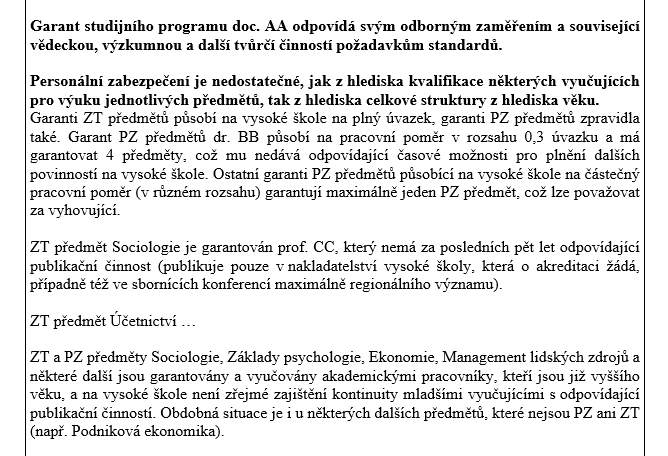 Garant studijního programu doc. AA odpovídá svým odborným zaměřením a související
vědeckou, výzkumnou a další tvůrčí činností požadavkům standardů.
Personální zabezpečení je nedostatečné, jak z hlediska kvalifikace některých vyučujících
pro výuku jednotlivých předmětů, tak z hlediska celkové struktury z hlediska věku.
Garanti ZT předmětů působí na vysoké škole na plný úvazek, garanti PZ předmětů zpravidla
také. Garant PZ předmětů dr. BB působí na pracovní poměr v rozsahu 0,3 úvazku a má
garantovat 4 předměty, což mu nedává odpovídající časové možnosti pro plnění dalších
povinností na vysoké škole. Ostatní garanti PZ předmětů působící na vysoké škole na částečný
pracovní poměr (v různém rozsahu) garantují maximálně jeden PZ předmět, což lze považovat
za vyhovující.
ZT předmět Sociologie je garantován prof. CC, který nemá za posledních pět let odpovídající
publikační činnost (publikuje pouze v nakladatelství vysoké školy, která o akreditaci žádá,
případně též ve sbornících konferencí maximálně regionálního významu).
ZT předmět Účetnictví …
ZT a PZ předměty Sociologie, Základy psychologie, Ekonomie, Management lidských zdrojů a
některé další jsou garantovány a vyučovány akademickými pracovníky, kteří jsou již vyššího
věku, a na vysoké škole není zřejmé zajištění kontinuity mladšími vyučujícími s odpovídající
publikační činností. Obdobná situace je i u některých dalších předmětů, které nejsou PZ ani ZT
(např. Podniková ekonomika).